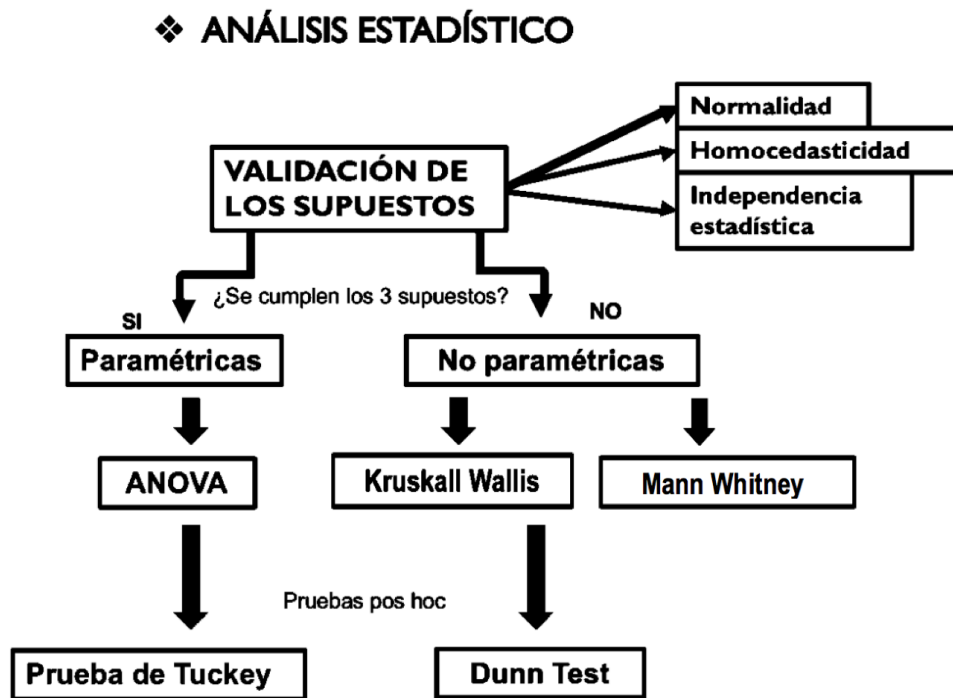 ❖ ANÁLISIS ESTADÍSTICO
Normalidad
Homocedasticidad
Independencia
estadística
VALIDACIÓN DE
LOS SUPUESTOS
¿Se cumplen los 3 supuestos?
SI
NO
Paramétricas
No paramétricas
ANOVA
Kruskall Wallis
Mann Whitney
Pruebas pos hoc
Prueba de Tuckey
Dunn Test